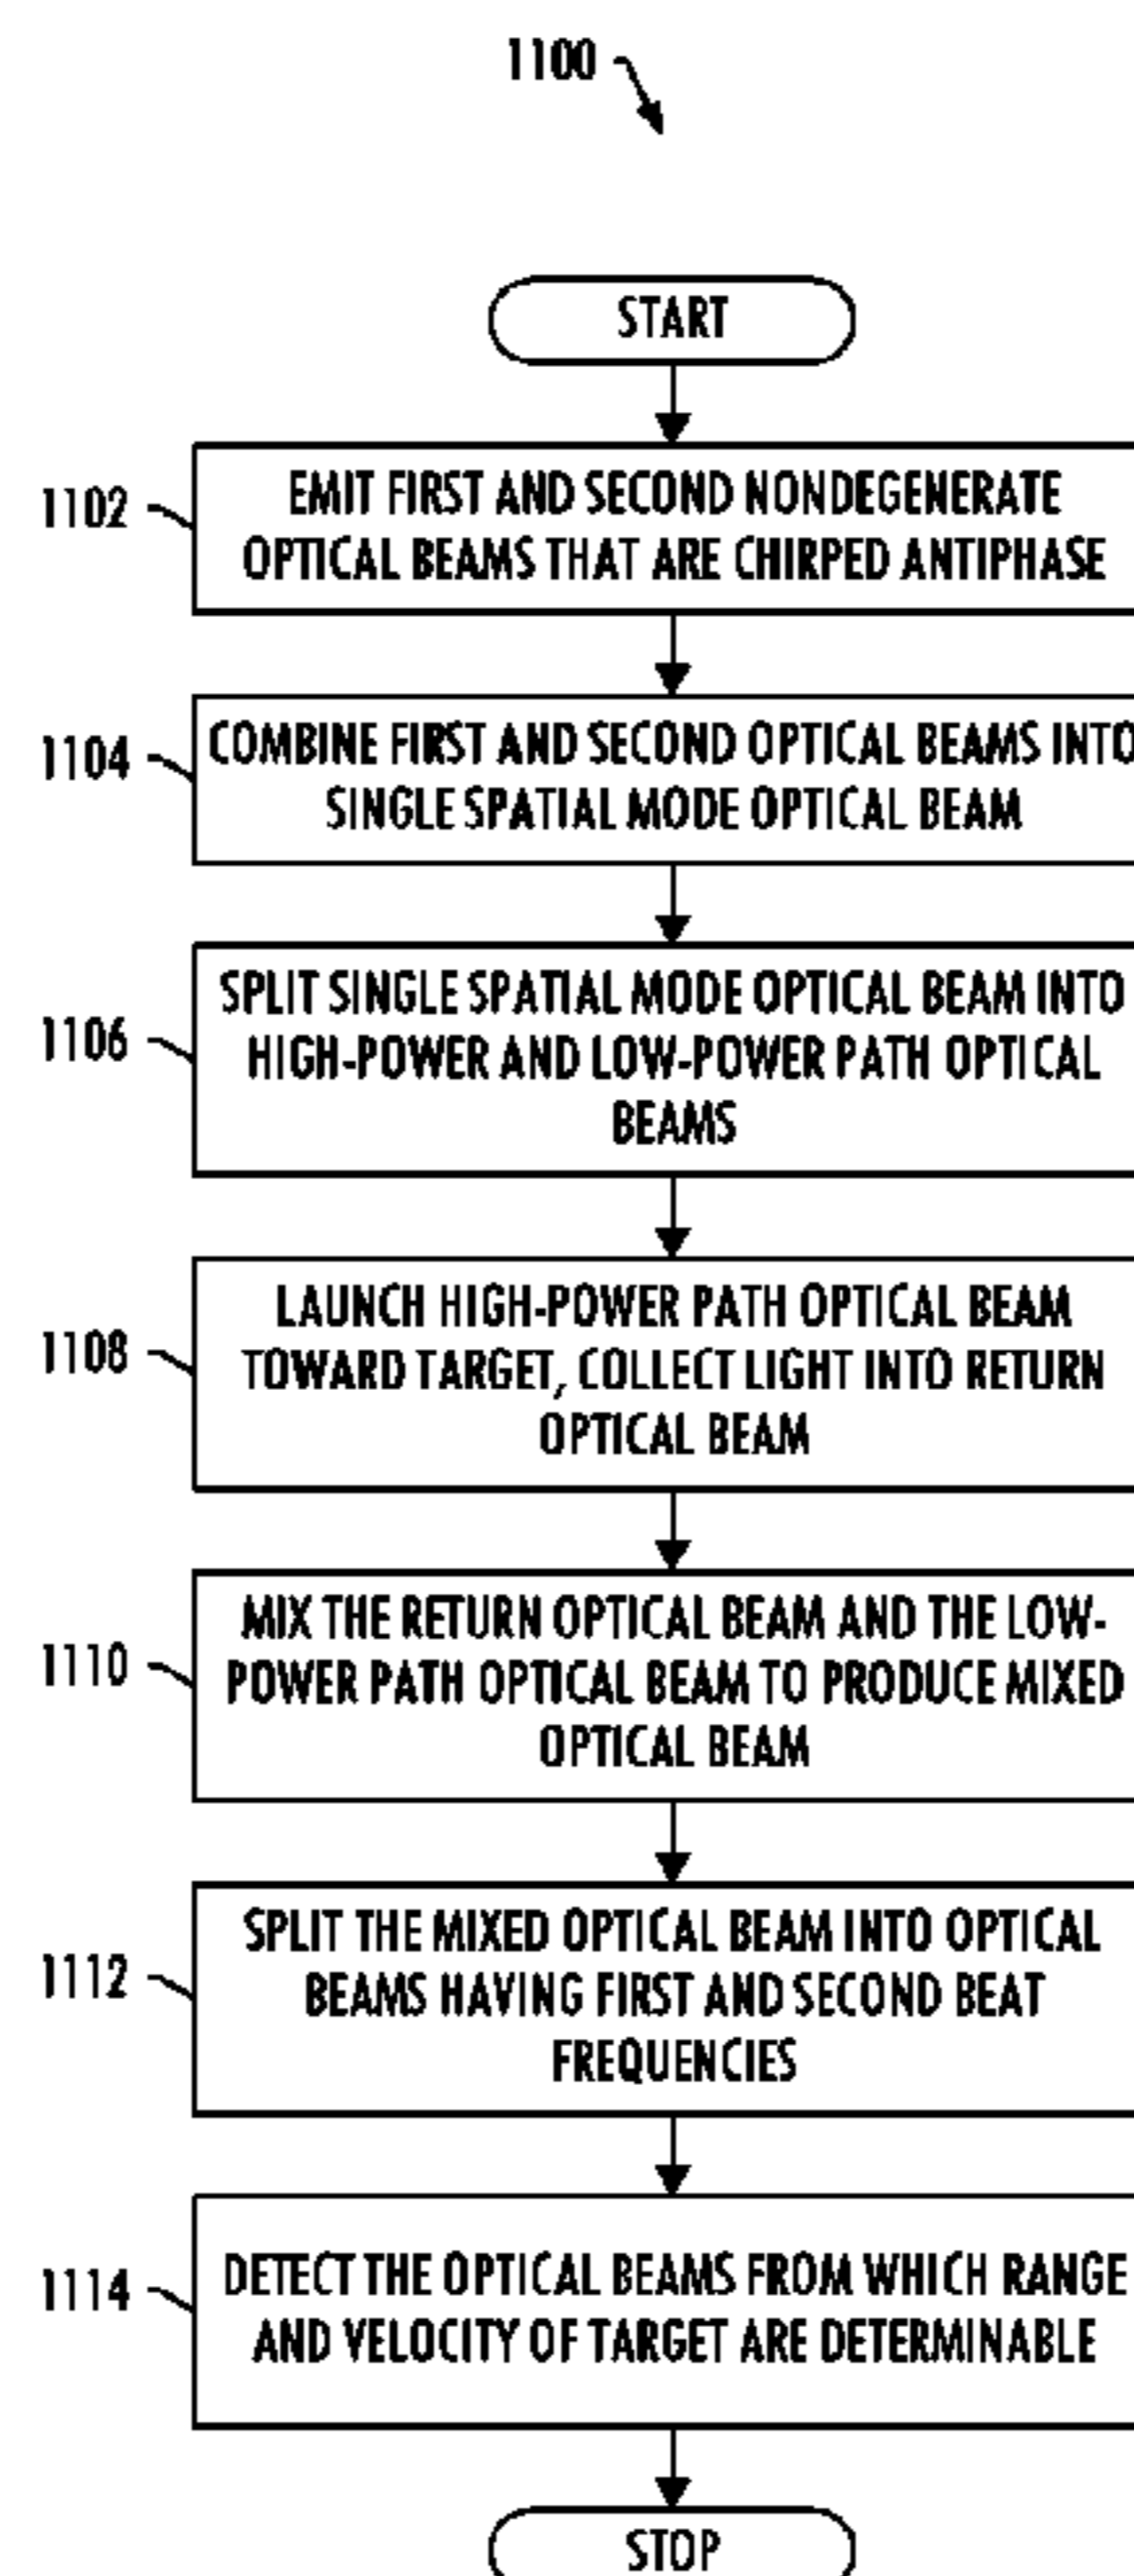 1100
START
1102
EMIT FIRST AND SECOND NONDEGENERATE
OPTICAL BEAMS THAT ARE CHIRPED ANTIPHASE
1104
COMBINE FIRST AND SECOND OPTICAL BEAMS INTO
SINGLE SPATIAL MODE OPTICAL BEAM
1106
SPLIT SINGLE SPATIAL MODE OPTICAL BEAM INTO
HIGH-POWER AND LOW-POWER PATH OPTICAL
BEAMS
1108
LAUNCH HIGH-POWER PATH OPTICAL BEAM
TOWARD TARGET, COLLECT LIGHT INTO RETURN
OPTICAL BEAM
1110
MIX THE RETURN OPTICAL BEAM AND THE LOW-
POWER PATH OPTICAL BEAM TO PRODUCE MIXED
OPTICAL BEAM
1112
SPLIT THE MIXED OPTICAL BEAM INTO OPTICAL
BEAMS HAVING FIRST AND SECOND BEAT
FREQUENCIES
1114
DETECT THE OPTICAL BEAMS FROM WHICH RANGE
AND VELOCITY OF TARGET ARE DETERMINABLE
STOP